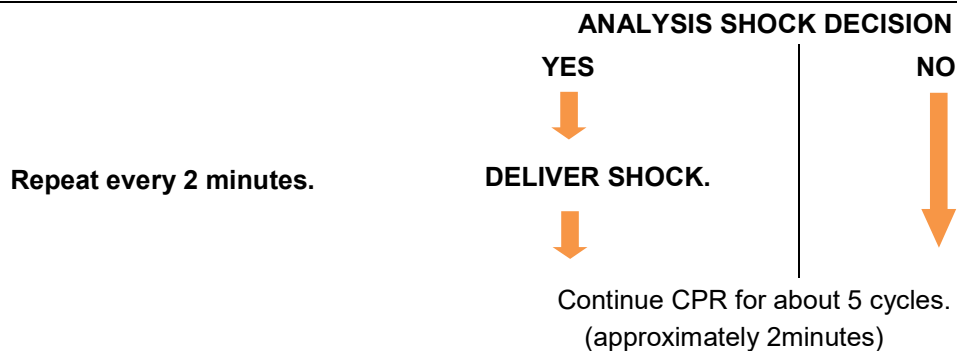 ANALYSIS SHOCK DECISION
YES NO
Repeat every 2 minutes. DELIVER SHOCK.
Continue CPR for about 5 cycles.
(approximately 2minutes)